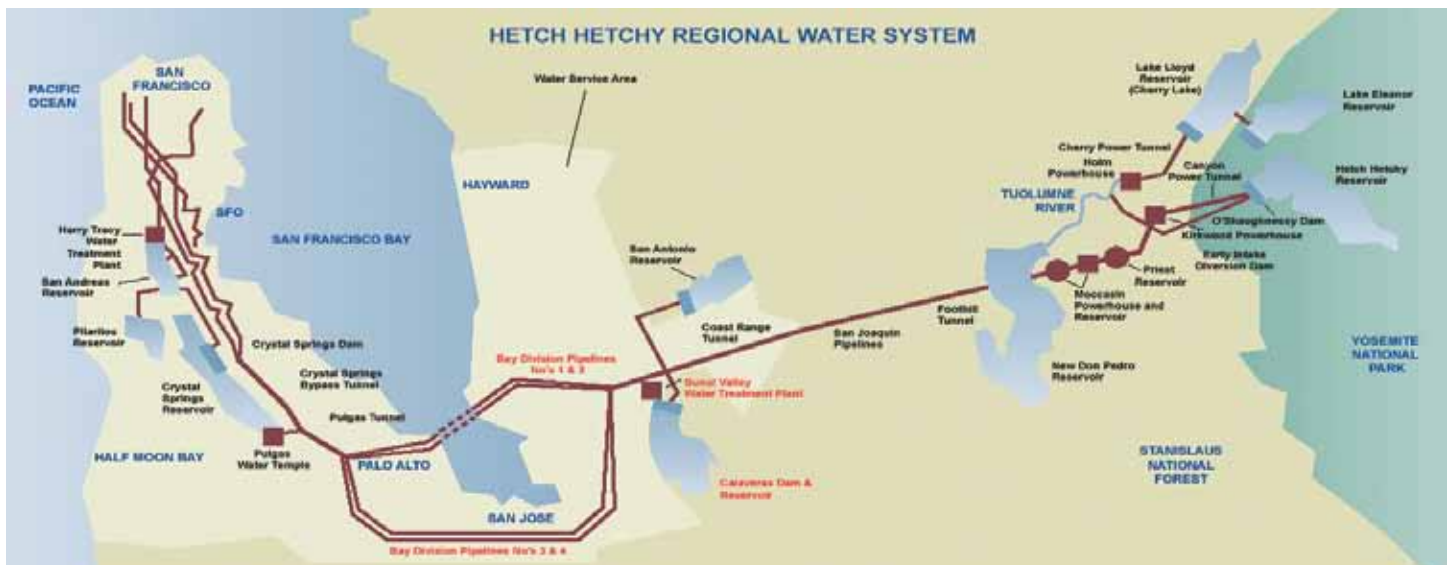 HETCH HETCHY REGIONAL WATER SYSTEM
PACIFIC
OCEAN
SAN
FRANCISCO
Water Service Area
Lake Lloyd
Reservoir
(Cherry Lake)
Lake Eleanor
Reservoir
Cherry Power Tunnel
Holm
Powerhouse
Canyon
Power Tunnel
Hetch Hetchy
Reservoir
HAYWARD
TUOLUMNE
RIVER
SFO
O'Shaughnessy Dam
Kirkwood Powerhouse
Harry Tracy
Water
Treatment
Plant
SAN FRANCISCO BAY
San Antonio
Reservoir
Early Intake
Diversion Dam
Priest
Reservoir
San Andreas
Reservoir
Moccasin
Powerhouse and
Reservoir
Foothill
Tunnel
Pilarcitos
Reservoir
Coast Range
Tunnel
San Joaquin
Pipelines
Crystal Springs Dam
YOSEMITE
NATIONAL
PARK
Bay Division Pipelines
No's 1 & 2
Crystal Springs
Bypass Tunnel
New Don Pedro
Reservoir
Crystal
Springs
Reservoir
Sunol Valley
Water Treatment Plant
Pulgas Tunnel
HALF MOON BAY
Pulgas
Water Temple
PALO ALTO
STANISLAUS
NATIONAL
FOREST
Calaveras Dam &
Reservoir
SAN JOSE
Bay Division Pipelines No's 3 & 4